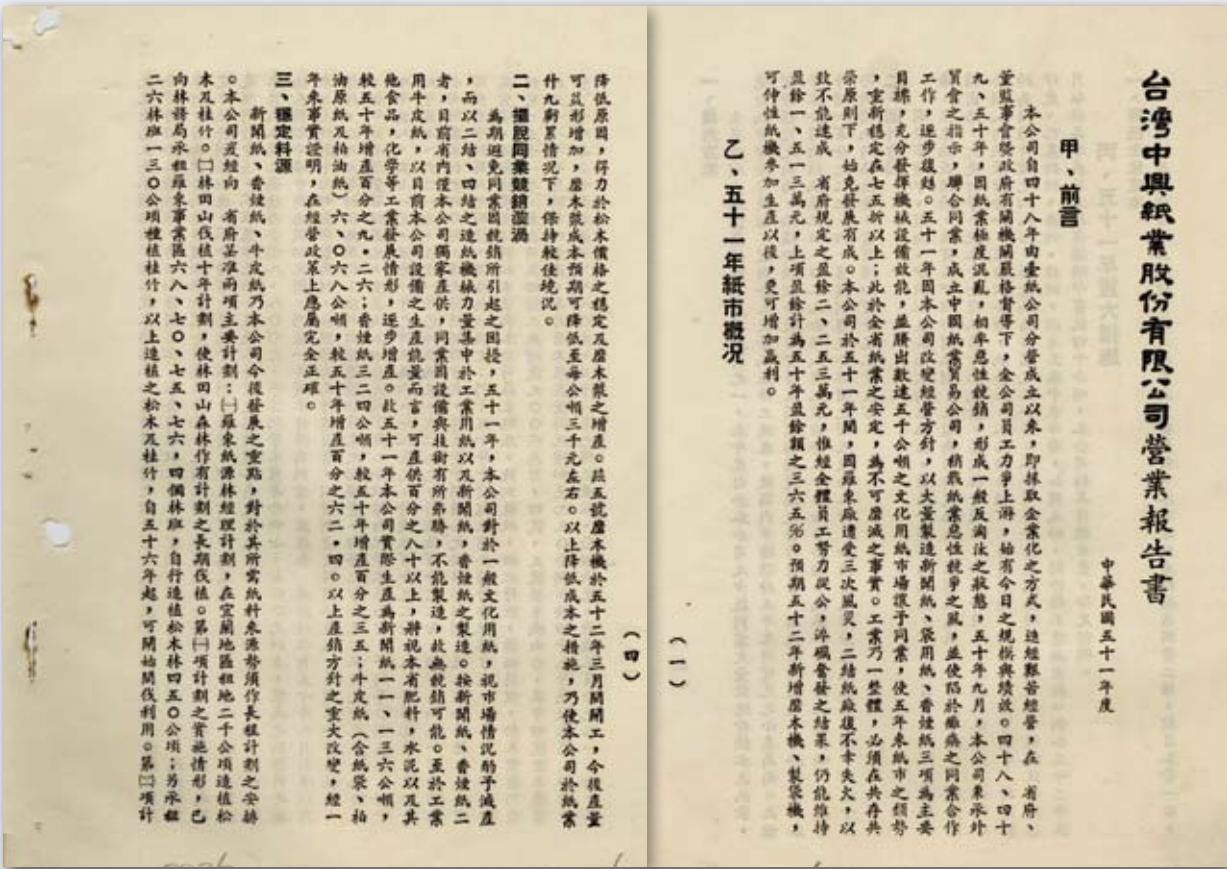 台灣中興紙業股份有限公司營業報告書
中華民國五十一年度
甲、前言
本公司自四十八年由臺紙公司分營成立以來，即採取企業化之方式，造經艱苦經營，在　省府、
董監事會暨政府有關機關嚴格督導下，全公司員工力爭上游，始有今日之規模與績效。四十八、四十
九、五十年，因紙業極度混亂，相率惡性競銷，形成一般反淘汰之狀態，五十年九月，本公司秉承外
貿會之指示，聯合同業，成立中國紙業貿易公司，稍戢紙業惡性競爭之風，並使陷於癱瘓之同業合作
工作，逐步復甦。五十一年因本公司改變經營方針，以大量製造新聞紙、袋用紙、香煙紙三項為主要
目標，充分發揮機械設備效能，並騰出數達五千公噸之文化用紙市場讓予同業，使五年來紙市之頹勢
，重新穩定在七五折以上；此於全省紙業之安定，為不可磨滅之事實。工業乃一整體，必須在共存共
榮原則下，始克發展有成。本公司於五十一年間，因羅東廠遭受三次風災，二結紙廠復不幸失火，以
致不能達成　省府規定之盈餘二、二五三萬元，惟經全體員工努力從公，淬礪奮發之結果，仍能維持
盈餘一、五一三萬元，上項盈餘計為五十年盈餘額之三六五％。預期五十二年新增磨木機、製袋機，
可伸性紙機參加生產以後，更可增加贏利。
乙、五十一年紙市概況
（一）
（四）
降低原因，得力於松木價格之穩定及磨木漿之增產。茲五號磨木機於五十二年三月開工，今後產量
可益形增加，磨木漿成本預期可降低至每公噸三千元左右。以上降低成本之措施，乃使本公司於紙業
什九虧累情況下，保持較佳境況。
二、擺脫同業競銷漩渦
為期避免同業因競銷所引起之困擾，五十一年，本公司對於一般文化用紙，視市場情況酌予減產
，而以二結、四結之造紙機械力量集中於工業用紙以及新聞紙，香煙紙之製造。按新聞紙、香煙紙二
者，目前省內僅本公司獨家產供，同業因設備與技術有所弗勝，不能製造，故無競銷可能。至於工業
用牛皮紙，以目前本公司設備之生產能量而言，可產供百分之八十以上，將視本省肥料，水泥以及其
他食品，化學等工業發展情形，逐步增產。故五十一年本公司實際生產為新聞紙一一、一三六公噸，
較五十年增產百分之九．二六；香煙紙三二四公噸，較五十年增產百分之三五；牛皮紙（含紙袋、柏
油原紙及柏油紙）六、〇六八公噸，較五十年增產百分之六二．四。以上產銷方針之重大改變，經一
年來事實證明，在經營政策上應屬完全正確。
三、穩定料源
新聞紙、香煙紙、牛皮紙乃本公司今後發展之重點，對於其所需紙料來源勢須作長程計劃之安排
。本公司爰經向　省府基准兩項主要計劃：㈠羅東紙源林經理計劃，在宜蘭地區租地二千公頃造植松
木及桂竹。㈡林田山伐植十年計劃，使林田山森林作有計劃之長期伐植。第㈠項計劃之實施情形，已
向林務局承租羅東事業區六八、七〇、七五、七六，四個林班，自行造植松木林四五〇公頃；另承租
二六林班一三〇公頃種植桂竹，以上造植之松木及桂竹，自五十六年起，可開始間伐利用。第㈡項計